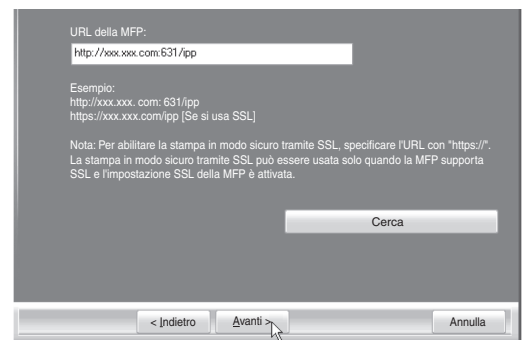 URL della MFP:
http://xxx.xxx.com:631/ipp
Esempio:
http://xxx.xxx. com: 631/ipp
https://xxx.xxx.com/ipp [Se si usa SSL]
Nota: Per abilitare la stampa in modo sicuro tramite SSL, specificare l'URL con "https://".
La stampa in modo sicuro tramite SSL può essere usata solo quando la MFP supporta
SSL e l'impostazione SSL della MFP è attivata.
Cerca
< Indietro
Avanti >
Annulla